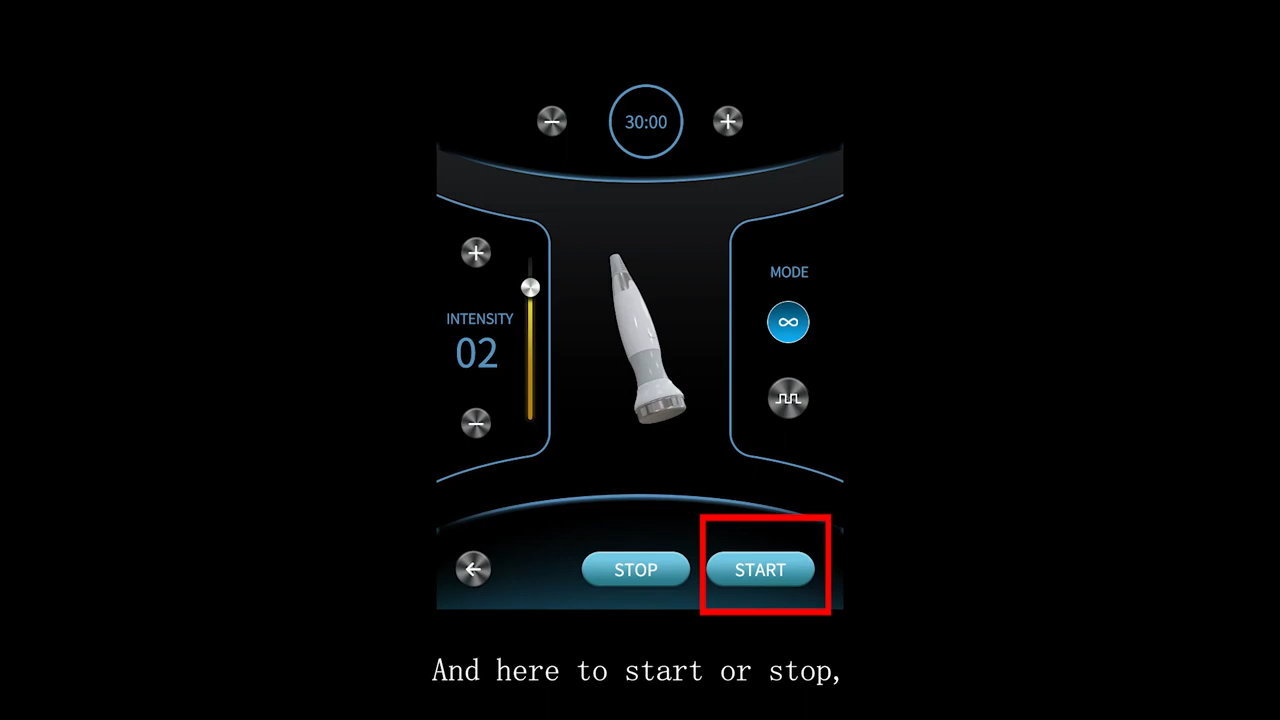 30:00
MODE
INTENSITY
02
STOP
START
And here to start or stop,